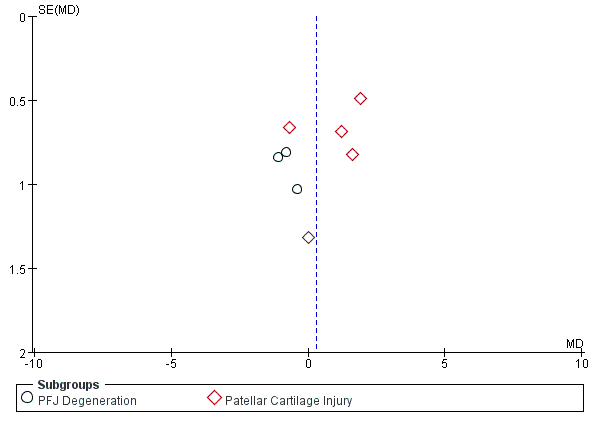 0
SE(MD)
0.5
1
1.5
2
MD
-10
-5
0
5
10
Subgroups
PFJ Degeneration
Patellar Cartilage Injury